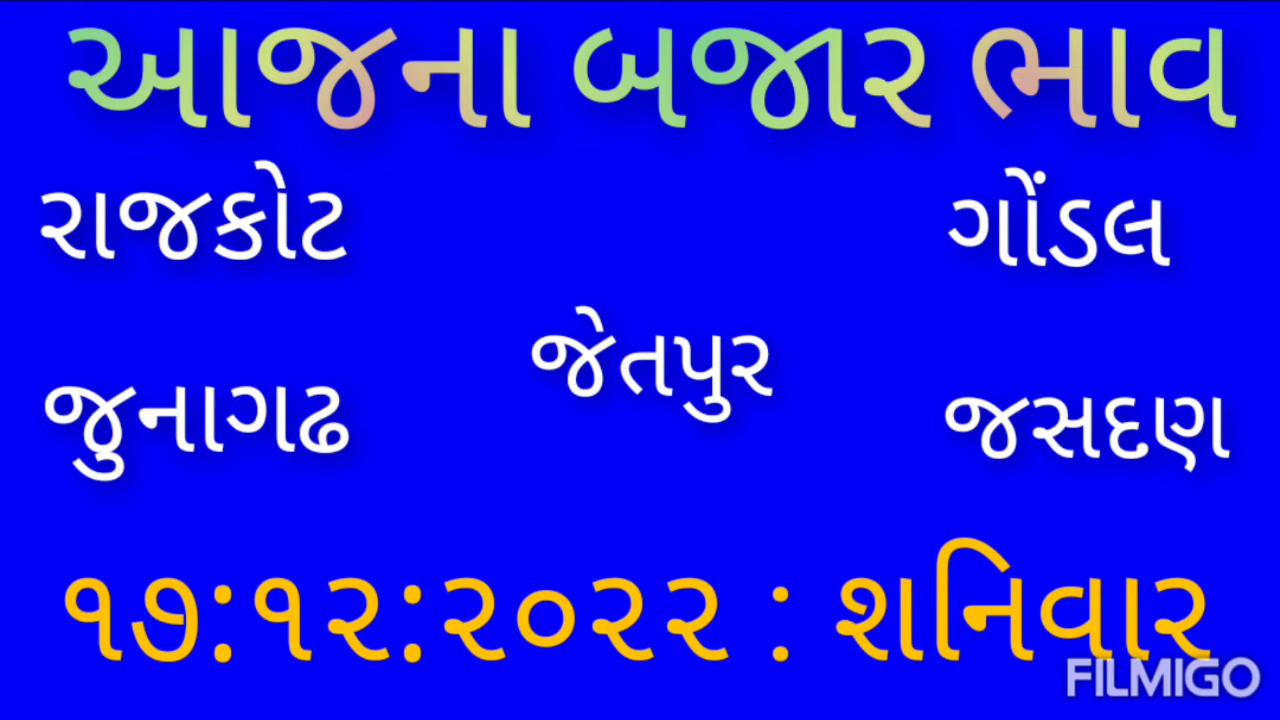 આજના બજાર ભાવ
રાજકોટ
ગોંડલ
જેતપુર
જુનાગઢ
જસદણ
૧૭:૧૨:૨૦૨૨ : શનિવાર
FILMIGO